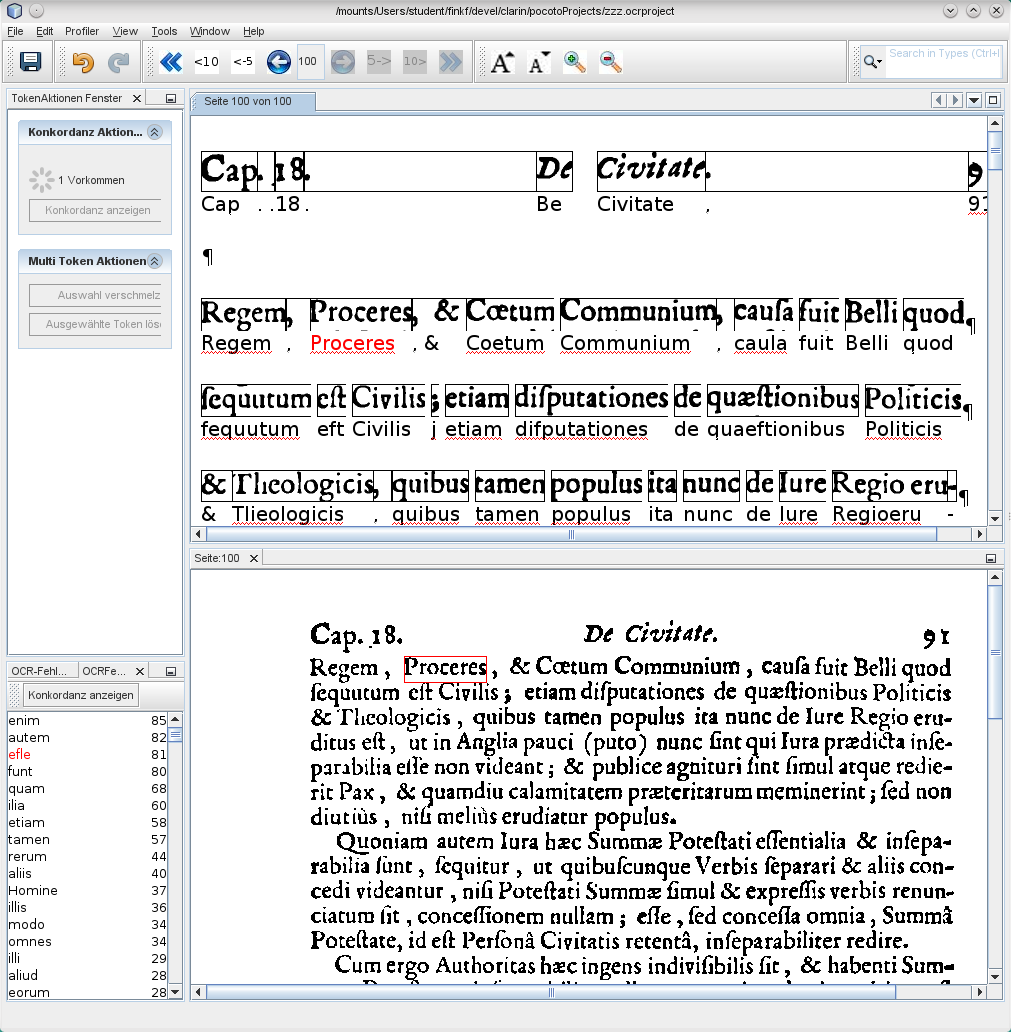 /mounts/Users/student/finkf/devel/clarin/pocotoProjects/zzz.ocrproject
File Edit Profiler View Tools Window Help
<10 <-5 100 5-> 10> A A Search in Types (Ctrl+I
TokenAktionen Fenster
Konkordanz Aktion...
1 Vorkommen
Konkordanz anzeigen
Multi Token Aktionen
Auswahl verschmelz
Ausgewählte Token lös
Seite 100 von 100
Cap. .18. De Civitate. 9
Cap . .18 . Be Civitate , 91
¶
Regem, Proceres, & Cœtum Communium, cauſa fuit Belli quod.¶
Regem , Proceres , & Coetum Communium , caula fuit Belli quod
ſequutum eſt Civilis ; etiam diſputationes de quæſtionibus Politicis.¶
fequutum eft Civilis j etiam difputationes de quaeftionibus Politicis
& Theologicis, quibus tamen populus ita nunc de Iure Regio eru-¶
& Tlieologicis , quibus tamen populus ita nunc de lure Regioeru -
Seite:100
Cap. .18. De Civitate. 91
Regem , Proceres , & Cœtum Communium , cauſa fuit Belli quod
ſequutum eſt Civilis ; etiam diſputationes de quæſtionibus Politicis
& Theologicis , quibus tamen populus ita nunc de Iure Regio eru-
ditus eſt , ut in Anglia pauci (puto) nunc ſint qui Iura prædicta inſe-
parabilia eſſe non videant ; & publice agnituri ſint ſimul atque redie-
rit Pax , & quamdiu calamitatem præteritarum meminerint ; ſed non
diutiùs , niſi meliùs erudiatur populus.
Quoniam autem Iura hæc Summæ Poteſtati eſſentialia & inſepa-
rabilia ſunt , ſequitur , ut quibuſcunque Verbis ſeparari & aliis con-
cedi videantur , niſi Poteſtati Summæ ſimul & expreſſis verbis renun-
ciatum ſit , conceſſionem nullam ; eſſe , ſed conceſſa omnia , Summâ
Poteſtate, id eſt Perſonâ Civitatis retentâ, inſeparabiliter redire.
Cum ergo Authoritas hæc ingens indiviſibilis ſit , & habenti Sum-
OCR-Fehl... OCRFe...
Konkordanz anzeigen
enim 85
autem 82
efle 81
funt 80
quam 68
ilia 60
etiam 58
tamen 57
rerum 44
aliis 40
Homine 37
illis 36
modo 34
omnes 34
illi 29
aliud 28
eorum 28